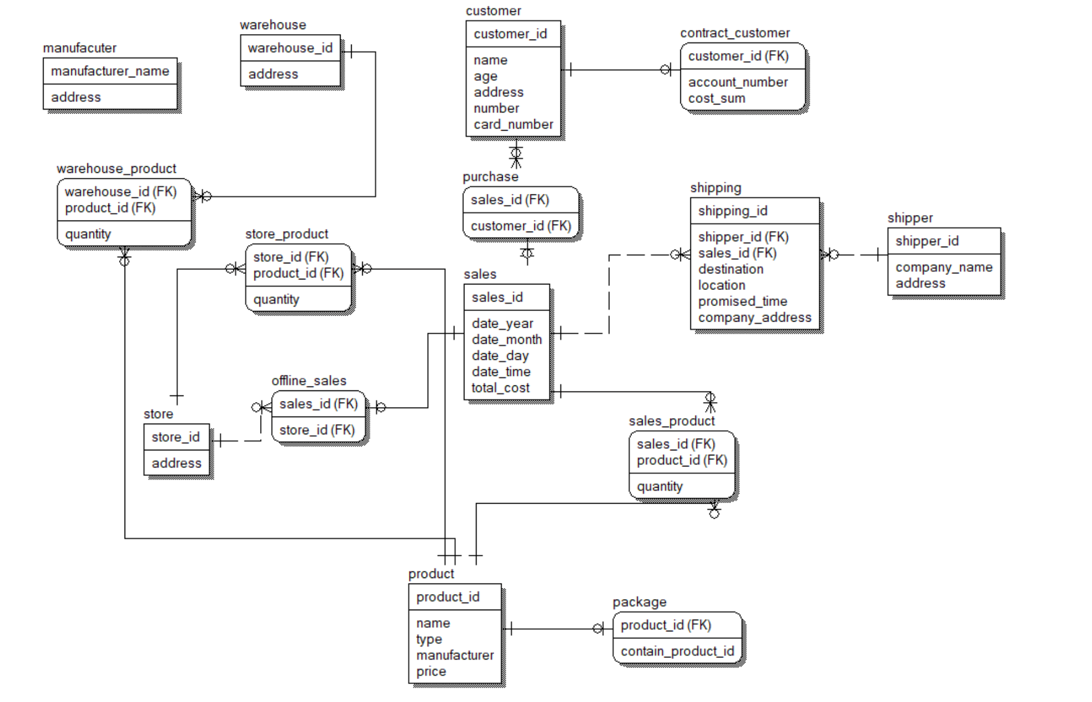 manufacuter
manufacturer_name
address
warehouse
warehouse_id
address
customer
customer_id
name
age
address
number
card_number
contract_customer
customer_id (FK)
account_number
cost_sum
warehouse_product
warehouse_id (FK)
product_id (FK)
quantity
store_product
store_id (FK)
product_id (FK)
quantity
purchase
sales_id (FK)
customer_id (FK)
shipping
shipping_id
shipper_id (FK)
sales_id (FK)
destination
location
promised_time
company_address
shipper
shipper_id
company_name
address
sales
sales_id
date_year
date_month
date_day
date_time
total_cost
offline_sales
sales_id (FK)
store_id (FK)
store
store_id
address
sales_product
sales_id (FK)
product_id (FK)
quantity
product
product_id
name
type
manufacturer
price
package
product_id (FK)
contain_product_id